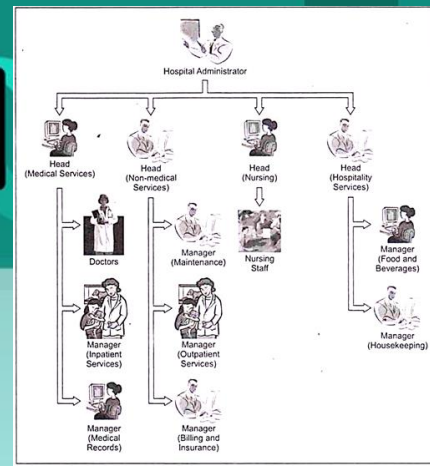 Hospital Administrator
Head
(Medical Services)
Head
(Non-medical
Services)
Head
(Nursing)
Head
(Hospitality
Services)
Doctors
Manager
(Maintenance)
Nursing
Staff
Manager
(Food and
Beverages)
Manager
(Inpatient
Services)
Manager
(Outpatient
Services)
Manager
(Housekeeping)
Manager
(Medical
Records)
Manager
(Billing and
Insurance)